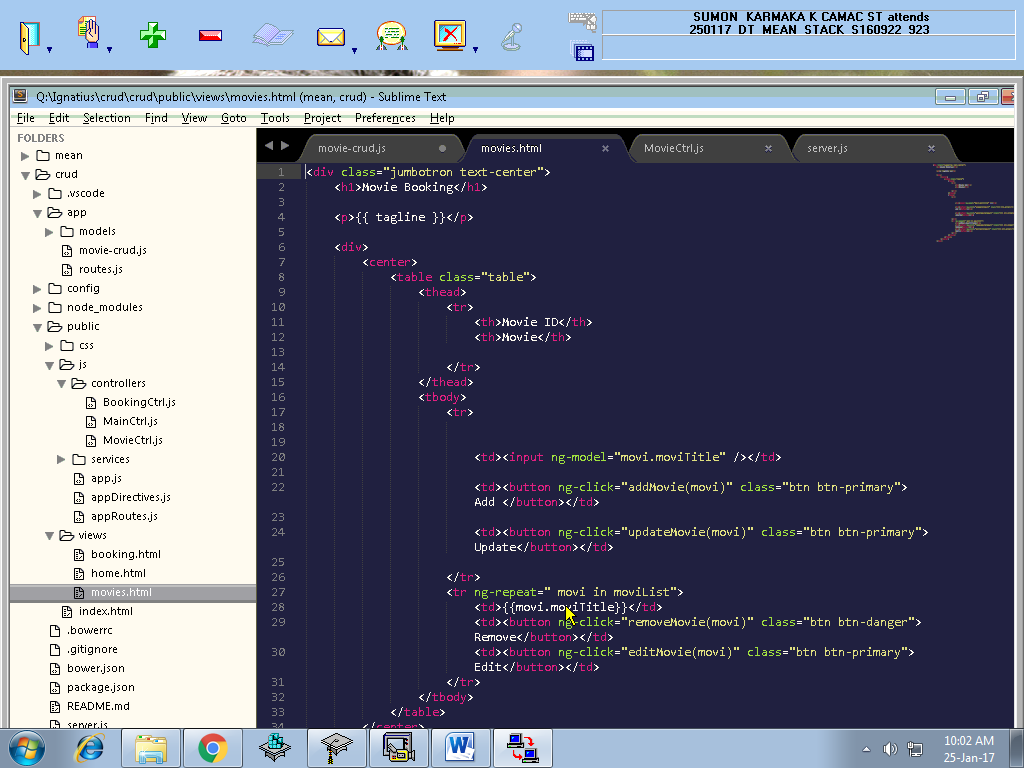 SUMON KARMAKA K CAMAC ST attends
250117 DT MEAN STACK S160922 923
Q:\Ignatius\crud\crud\public\views\movies.html (mean, crud) - Sublime Text
File Edit Selection Find View Goto Tools Project Preferences Help
FOLDERS
mean
crud
.vscode
app
models
movie-crud.js
routes.js
config
node_modules
public
css
js
controllers
BookingCtrl.js
MainCtrl.js
MovieCtrl.js
services
app.js
appDirectives.js
appRoutes.js
views
booking.html
home.html
movies.html
index.html
.bowerrc
.gitignore
bower.json
package.json
README.md
server.js
movie-crud.js movies.html MovieCtrl.js server.js
1 <div class="jumbotron text-center">
2 <h1>Movie Booking</h1>
3
4 <p>{{ tagline }}</p>
5
6 <div>
7 <center>
8 <table class="table">
9 <thead>
10 <tr>
11 <th>Movie ID</th>
12 <th>Movie</th>
13
14 </tr>
15 </thead>
16 <tbody>
17 <tr>
18
19
20 <td><input ng-model="movi.moviTitle" /></td>
21
22 <td><button ng-click="addMovie(movi)" class="btn btn-primary">
Add </button></td>
23
24 <td><button ng-click="updateMovie(movi)" class="btn btn-primary">
Update</button></td>
25
26 </tr>
27 <tr ng-repeat=" movi in moviList">
28 <td>{{movi.moviTitle}}</td>
29 <td><button ng-click="removeMovie(movi)" class="btn btn-danger">
Remove</button></td>
30 <td><button ng-click="editMovie(movi)" class="btn btn-primary">
Edit</button></td>
31 </tr>
32 </tbody>
33 </table>
34 </center>
10:02 AM
25-Jan-17